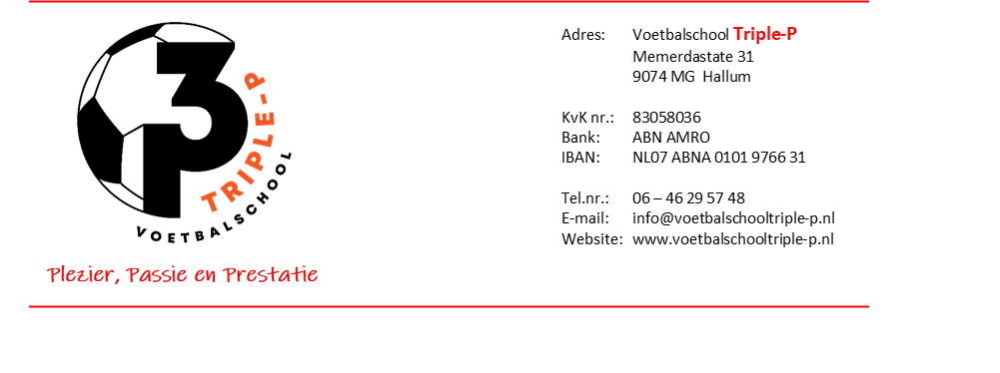 3P
TRIPLE-P
VOETBALSCHOOL
Plezier, Passie en Prestatie
Adres: Voetbalschool Triple-P
Memerdastate 31
9074 MG Hallum
KvK nr.: 83058036
Bank: ABN AMRO
IBAN: NL07 ABNA 0101 9766 31
Tel.nr.: 06 – 46 29 57 48
E-mail: info@voetbalschooltriple-p.nl
Website: www.voetbalschooltriple-p.nl